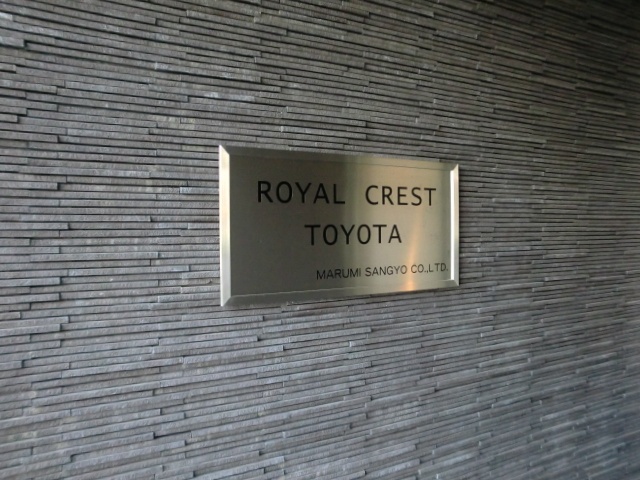 ROYAL CREST
TOYOTA
MARUMI SANGYO CO.,LTD.